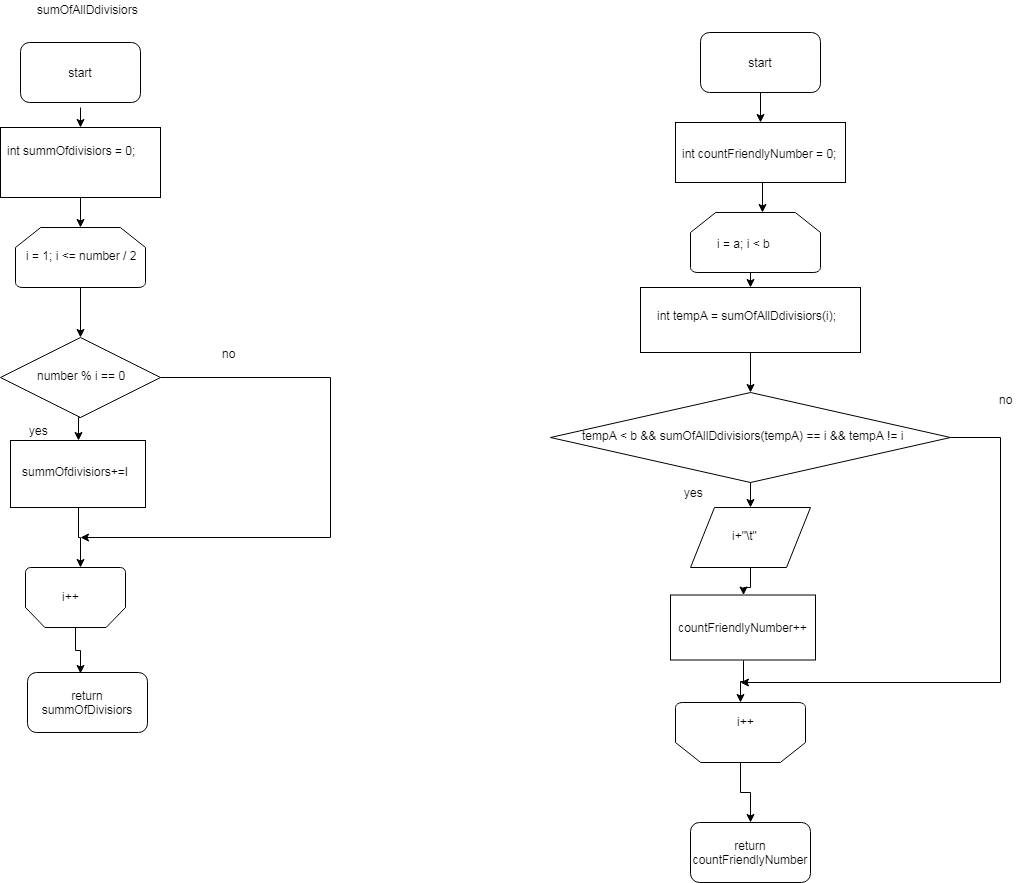 sumOfAllDdivisiors
start
int summOfdivisiors = 0;
i = 1; i <= number / 2
number % i == 0
no
yes
summOfdivisiors+=I
i++
return
summOfDivisiors
start
int countFriendlyNumber = 0;
i = a; i < b
int tempA = sumOfAllDdivisiors(i);
no
tempA < b && sumOfAllDdivisiors(tempA) == i && tempA != i
yes
i+"\t"
countFriendlyNumber++
i++
return
countFriendlyNumber